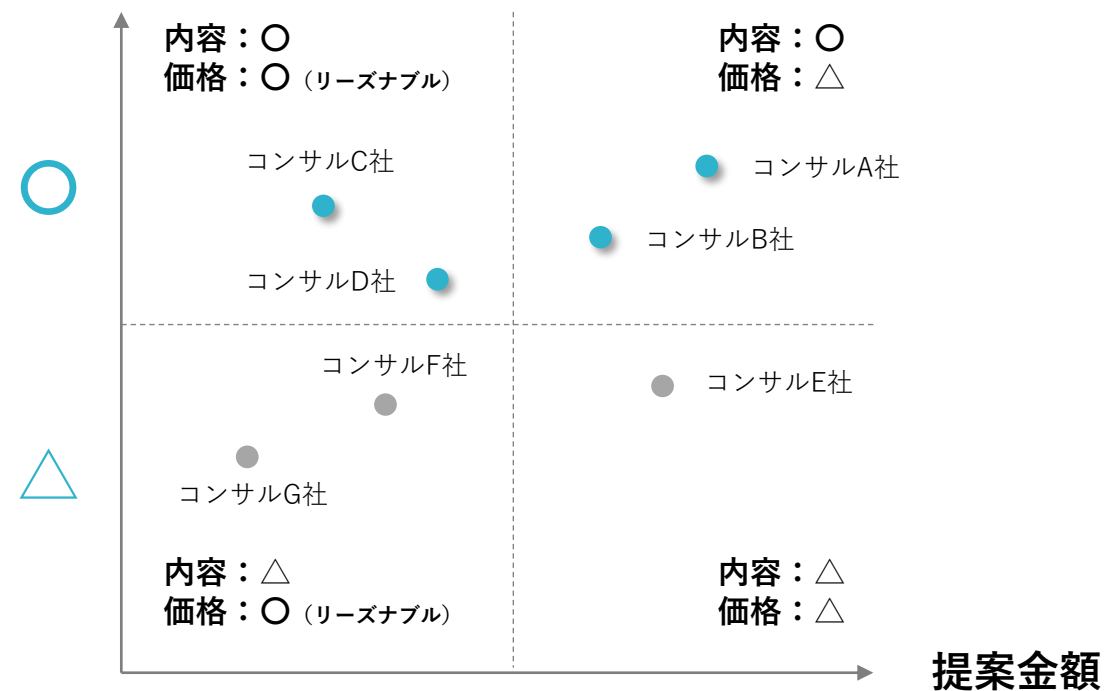 内容：〇
価格：〇（リーズナブル）
内容：〇
価格：△
コンサルC社
コンサルA社
コンサルB社
コンサルD社
コンサルF社
コンサルE社
コンサルG社
内容：△
価格：〇（リーズナブル）
内容：△
価格：△
提案金額